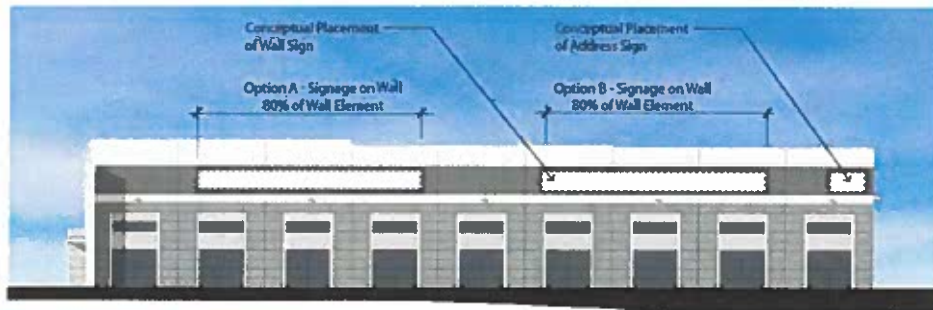 Conceptual Placement
of Wall Sign
Conceptual Placement
of Address Sign
Option A - Signage on Wall
80% of Wall Element
Option B - Signage on Wall
80% of Wall Element